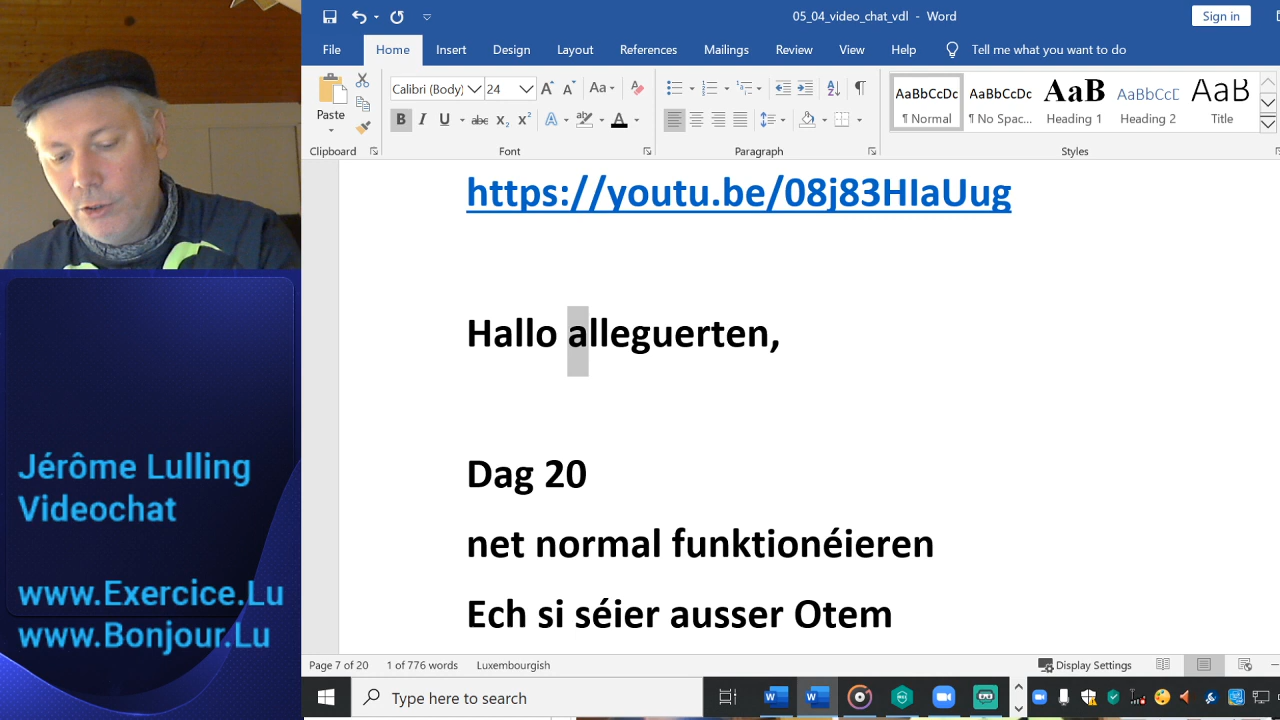 05_04_video_chat_vdl - Word
Sign in
File Home Insert Design Layout References Mailings Review View Help Tell me what you want to do
Paste
Calibri (Body) 24
AaBbCcDc AaBbCcDc AaB AaBbCcD AaB
¶ Normal ¶ No Spac... Heading 1 Heading 2 Title
Clipboard Font Paragraph Styles
https://youtu.be/08j83HIaUug
Hallo alleguerten,
Dag 20
net normal funktionéieren
Ech si séier ausser Otem
Jérôme Lulling
Videochat
www.Exercice.Lu
www.Bonjour.Lu
Page 7 of 20 1 of 776 words Luxembourgish Display Settings
Type here to search